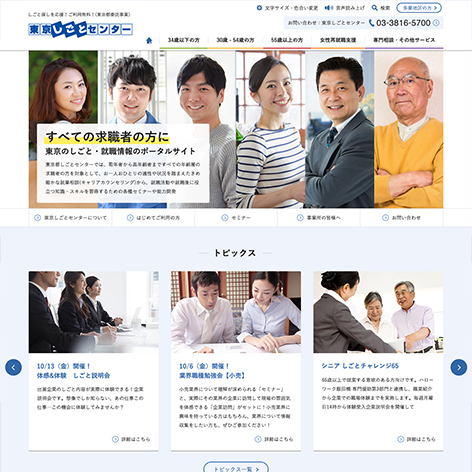 しごと探しを応援！ご利用無料！（東京都委託事業）
文字サイズ・色合い変更
音声読み上げ
検索
多摩地区の方
東京しごとセンター
お問い合わせ：東京しごとセンター
03-3816-5700
34歳以下の方
30歳 - 54歳の方
55歳以上の方
女性再就職支援
専門相談・その他サービス
すべての求職者の方に
東京のしごと・就職情報のポータルサイト
東京都しごとセンターでは、若年者から高年齢者まですべての年齢層の
求職者の方を対象として、お一人おひとりの適性や状況を踏まえたきめ
細かな就業相談(キャリアカウンセリング)から、就職活動や就職後に役
立つ知識・スキルを習得するための各種セミナーや能力開発
東京しごとセンターについて
はじめてご利用の方
セミナー
事業所の皆様へ
お問い合わせ
トピックス
10/13（金）開催！
体感&体験　しごと説明会
出展企業のしごと内容が実際に体験できる！企業
説明会です。想像でしか知らない、あの仕事この
仕事…この機会に体験してみませんか？
詳細はこちら
10/6（金）開催！
業界職種勉強会【小売】
小売業界について理解が深められる「セミナー」
と、実際にその業界の企業に訪問して現場の雰囲気
を体感できる「企業訪問」がセットに！小売業界に
興味を持っている方はもちろん、業界について情報
収集をしたい方も、ぜひご参加ください！
詳細はこちら
シニア しごとチャレンジ65
65歳以上で就業する意欲のある方向けです。ハロー
ワーク飯田橋 専門援助第3部門と連携し、職業紹介
から企業での職場体験までを実施します。毎週月曜
日14時から体験受入企業説明会を開催して
詳細はこちら
トピックス一覧